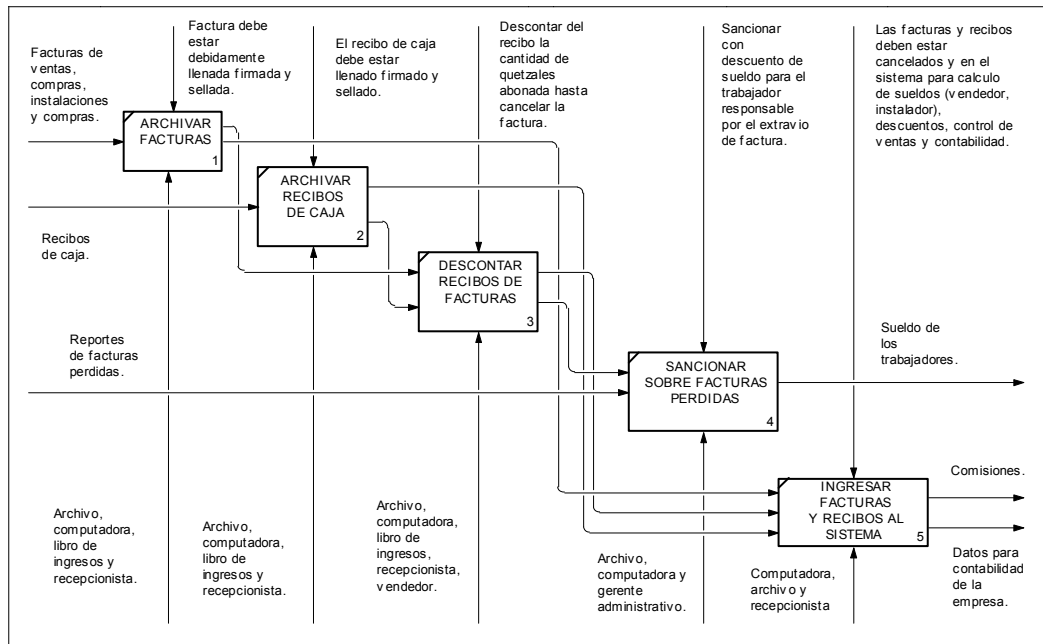 Facturas de
ventas,
compras,
instalaciones
y compras.
Factura debe
estar
debidamente
llenada firmada y
sellada.
El recibo de caja
debe estar
llenado firmado y
sellado.
Descontar del
recibo la
cantidad de
quetzales
abonada hasta
cancelar la
factura.
Sancionar
con
descuento de
sueldo para el
trabajador
responsable
por el extravio
de factura.
Las facturas y recibos
deben estar
cancelados y en el
sistema para calculo
de sueldos (vendedor,
instalador),
descuentos, control de
ventas y contabilidad.
ARCHIVAR
FACTURAS
1
ARCHIVAR
RECIBOS
DE CAJA
2
Recibos
de caja.
DESCONTAR
RECIBOS DE
FACTURAS
3
Reportes
de facturas
perdidas.
SANCIONAR
SOBRE FACTURAS
PERDIDAS
4
Sueldo de
los
trabajadores.
INGRESAR
FACTURAS
Y RECIBOS AL
SISTEMA
5
Comisiones.
Datos para
contabilidad
de la
empresa.
Archivo,
computadora,
libro de
ingresos y
recepcionista.
Archivo,
computadora,
libro de
ingresos y
recepcionista.
Archivo,
computadora,
libro de
ingresos,
recepcionista,
vendedor.
Archivo,
computadora y
gerente
administrativo.
Computadora,
archivo y
recepcionista